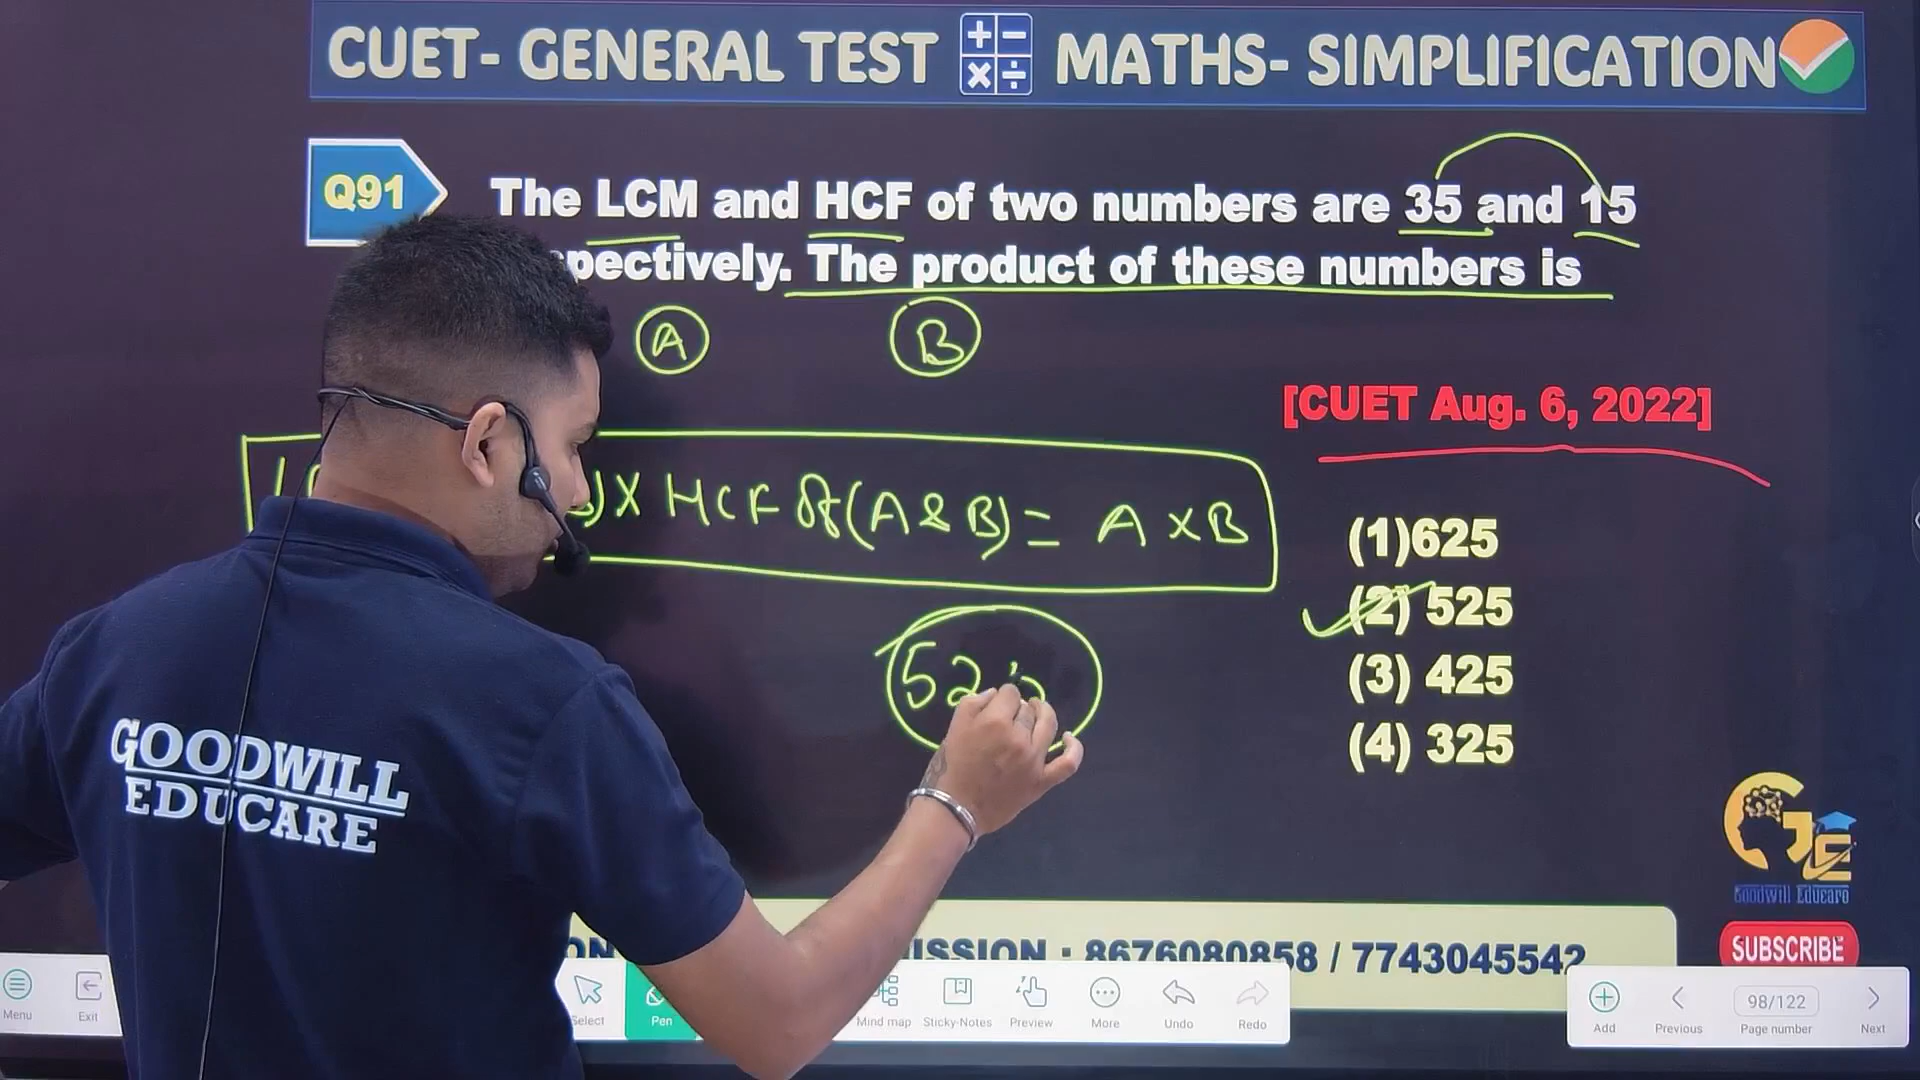 CUET- GENERAL TEST + - × ÷ MATHS- SIMPLIFICATION
Q91
The LCM and HCF of two numbers are 35 and 15
pectively. The product of these numbers is
A B
[CUET Aug. 6, 2022]
) X HCF of (A & B) = A X B
(1)625
(2) 525
(3) 425
(4) 325
525
GOODWILL
EDUCARE
GE
Goodwill Educare
SUBSCRIBE
ON ISSION : 8676080858 / 7743045542
Menu Exit Select Pen Mind map Sticky-Notes Preview More Undo Redo
Add Previous 98/122 Page number Next